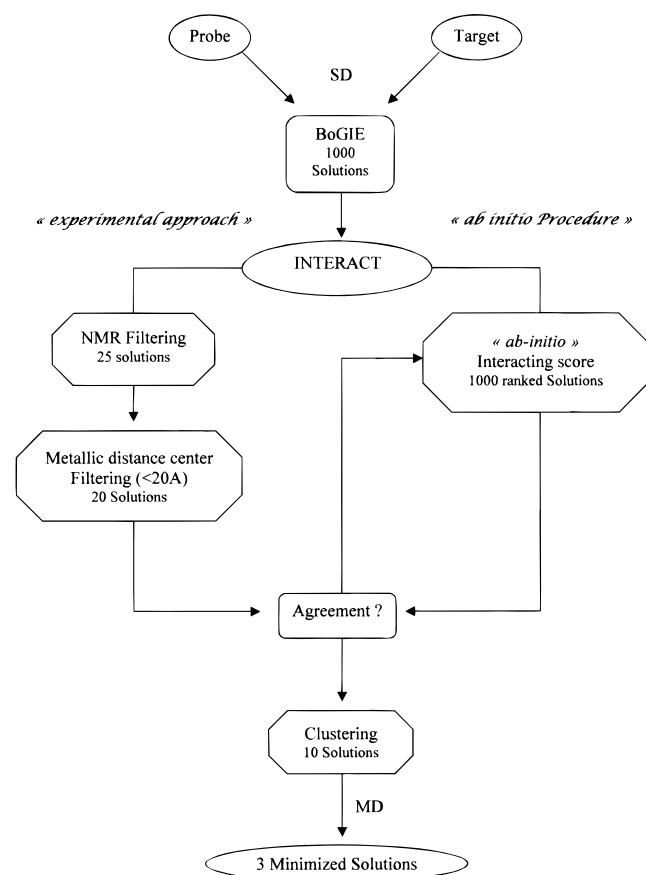 Probe
Target
SD
BoGIE
1000
Solutions
« experimental approach »
« ab initio Procedure »
INTERACT
NMR Filtering
25 solutions
« ab-initio »
Interacting score
1000 ranked Solutions
Metallic distance center
Filtering (<20A)
20 Solutions
Agreement ?
Clustering
10 Solutions
MD
3 Minimized Solutions